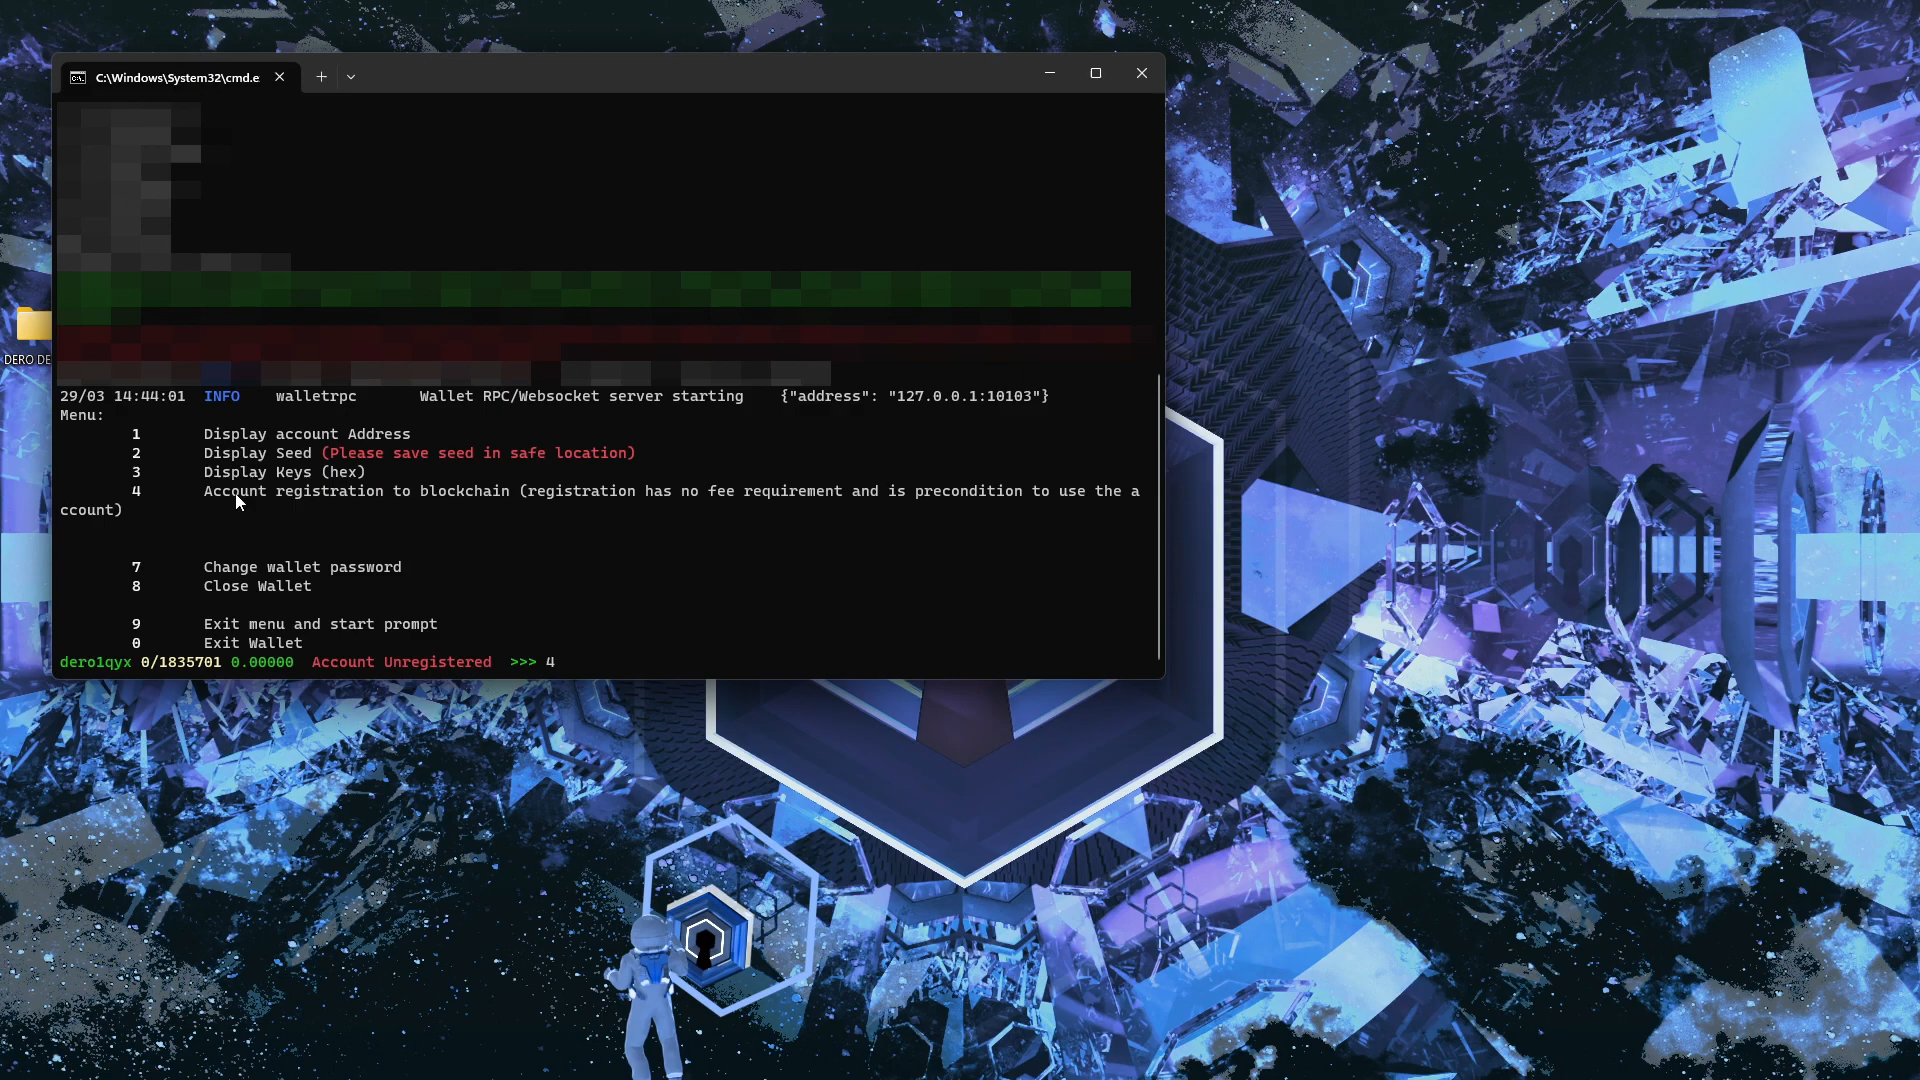 C:\Windows\System32\cmd.e
29/03 14:44:01 INFO walletrpc Wallet RPC/Websocket server starting {"address": "127.0.0.1:10103"}
Menu:
1 Display account Address
2 Display Seed (Please save seed in safe location)
3 Display Keys (hex)
4 Account registration to blockchain (registration has no fee requirement and is precondition to use the a
ccount)
7 Change wallet password
8 Close Wallet
9 Exit menu and start prompt
0 Exit Wallet
dero1qyx 0/1835701 0.00000 Account Unregistered >>> 4
DERO DE